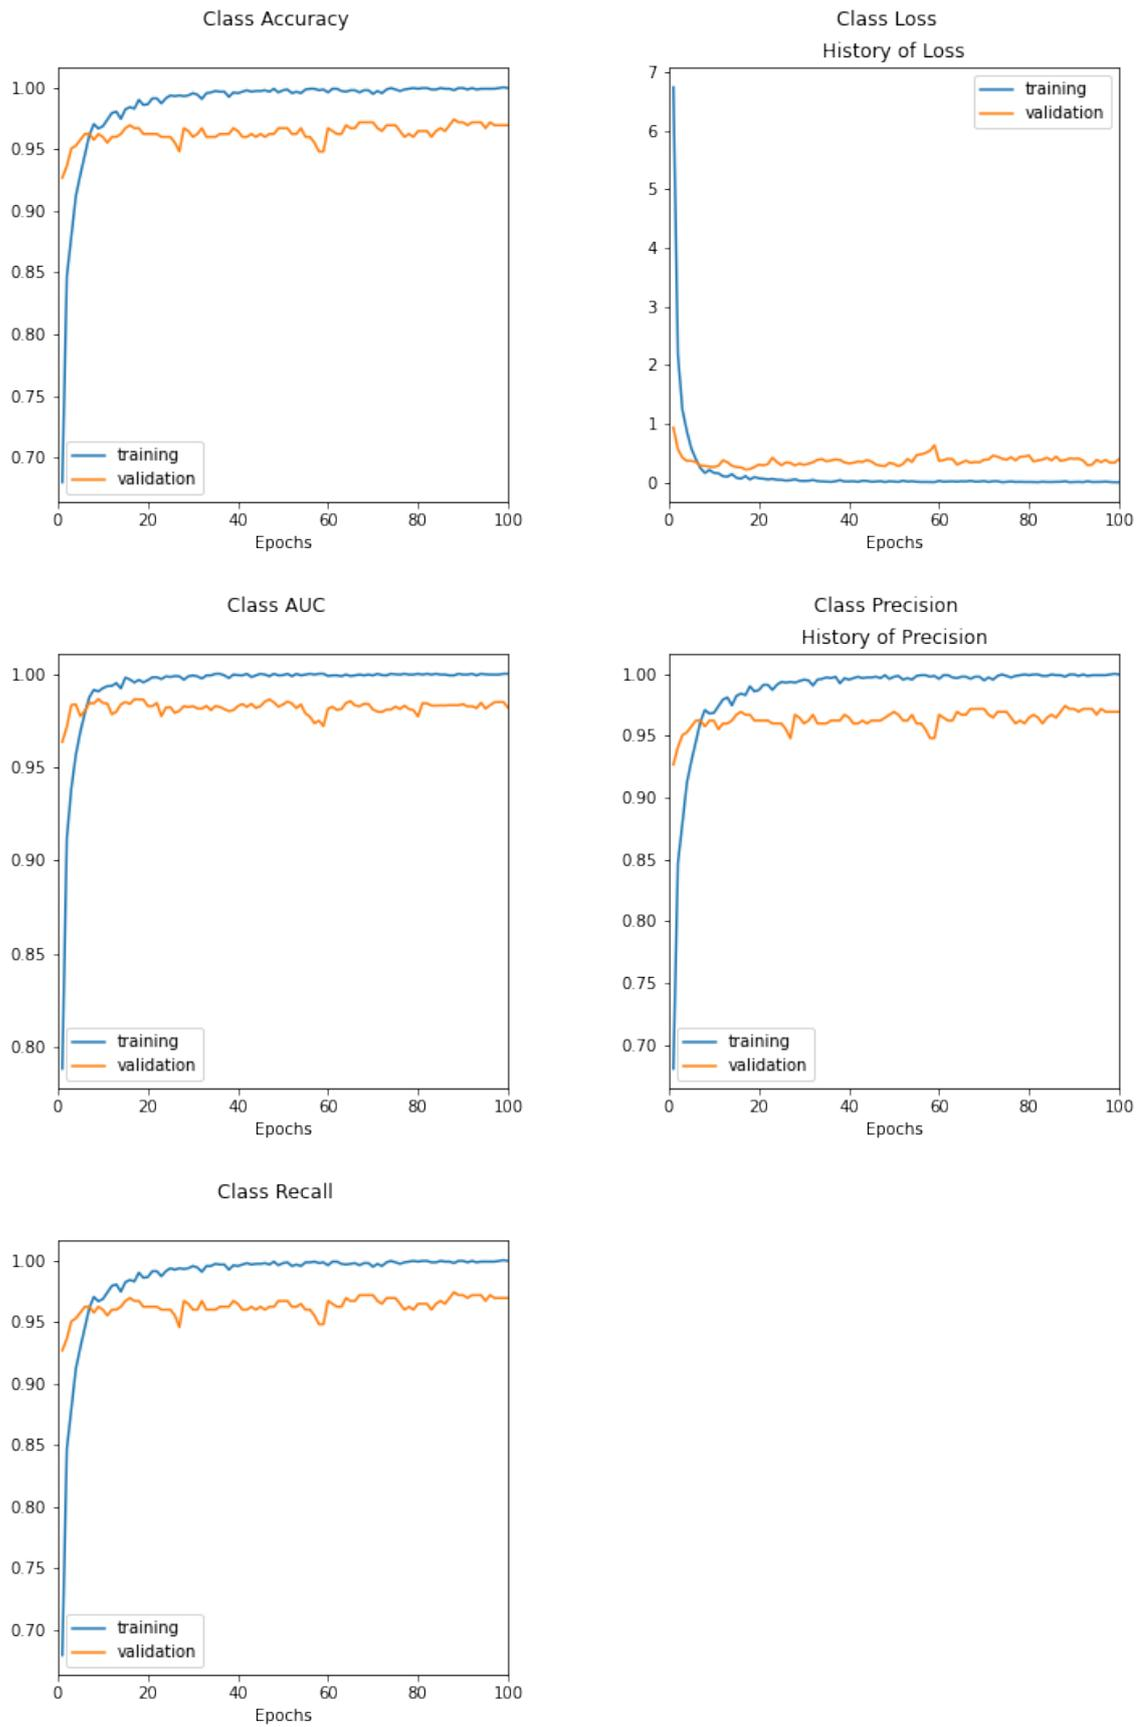 Class Accuracy
1.00
0.95
0.90
0.85
0.80
0.75
0.70
training
validation
0 20 40 60 80 100
Epochs
Class Loss
History of Loss
7
6
5
4
3
2
1
0
training
validation
0 20 40 60 80 100
Epochs
Class AUC
1.00
0.95
0.90
0.85
0.80
training
validation
0 20 40 60 80 100
Epochs
Class Precision
History of Precision
1.00
0.95
0.90
0.85
0.80
0.75
0.70
training
validation
0 20 40 60 80 100
Epochs
Class Recall
1.00
0.95
0.90
0.85
0.80
0.75
0.70
training
validation
0 20 40 60 80 100
Epochs